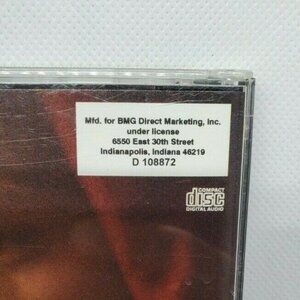 Mfd. for BMG Direct Marketing, Inc.
under license
6550 East 30th Street
Indianapolis, Indiana 46219
D 108872
COMPACT
disc
DIGITAL AUDIO